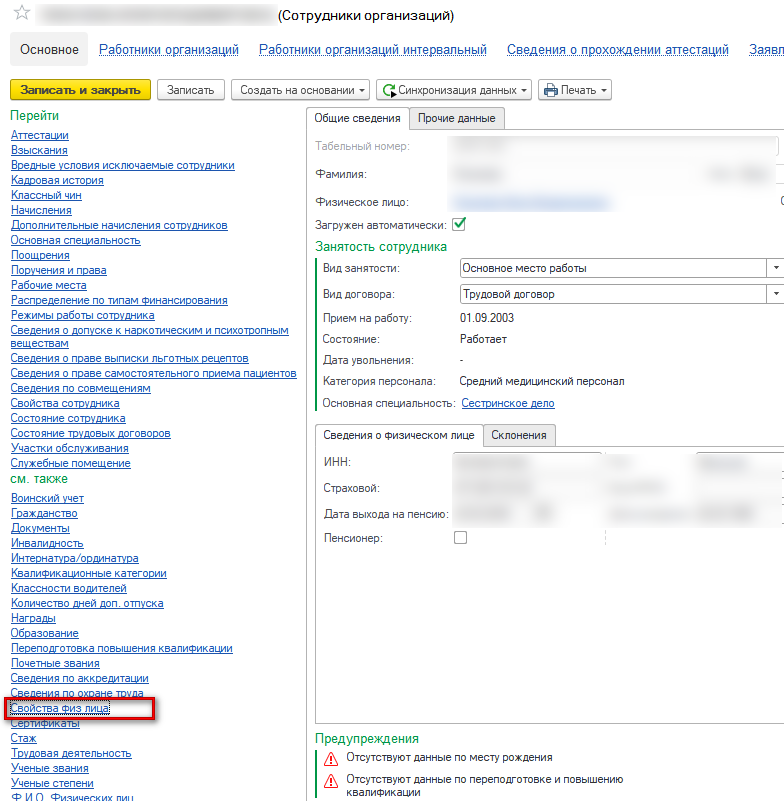 (Сотрудники организаций)
Основное Работники организаций Работники организаций интервальный Сведения о прохождении аттестаций Заявл
Записать и закрыть Записать Создать на основании Синхронизация данных Печать
Перейти
Аттестации
Взыскания
Вредные условия исключаемые сотрудники
Кадровая история
Классный чин
Начисления
Дополнительные начисления сотрудников
Основная специальность
Поощрения
Поручения и права
Рабочие места
Распределение по типам финансирования
Режимы работы сотрудника
Сведения о допуске к наркотическим и психотропным
веществам
Сведения о праве выписки льготных рецептов
Сведения о праве самостоятельного приема пациентов
Сведения по совмещениям
Свойства сотрудника
Состояние сотрудника
Состояние трудовых договоров
Участки обслуживания
Служебные помещение
см. также
Воинский учет
Гражданство
Документы
Инвалидность
Интернатура/ординатура
Квалификационные категории
Классности водителей
Количество дней доп. отпуска
Награды
Образование
Переподготовка повышения квалификации
Почетные звания
Сведения по аккредитации
Сведения по охране труда
Свойства физ лица
Сертификаты
Стаж
Трудовая деятельность
Ученые звания
Ученые степени
Ф.И.О. Физических лиц
Общие сведения Прочие данные
Табельный номер:
Фамилия:
Физическое лицо:
Загружен автоматически:
Занятость сотрудника
Вид занятости: Основное место работы
Вид договора: Трудовой договор
Прием на работу: 01.09.2003
Состояние: Работает
Дата увольнения: -
Категория персонала: Средний медицинский персонал
Основная специальность: Сестринское дело
Сведения о физическом лице Склонения
ИНН:
Страховой:
Дата выхода на пенсию:
Пенсионер:
Предупреждения
Отсутствуют данные по месту рождения
Отсутствуют данные по переподготовке и повышению
квалификации